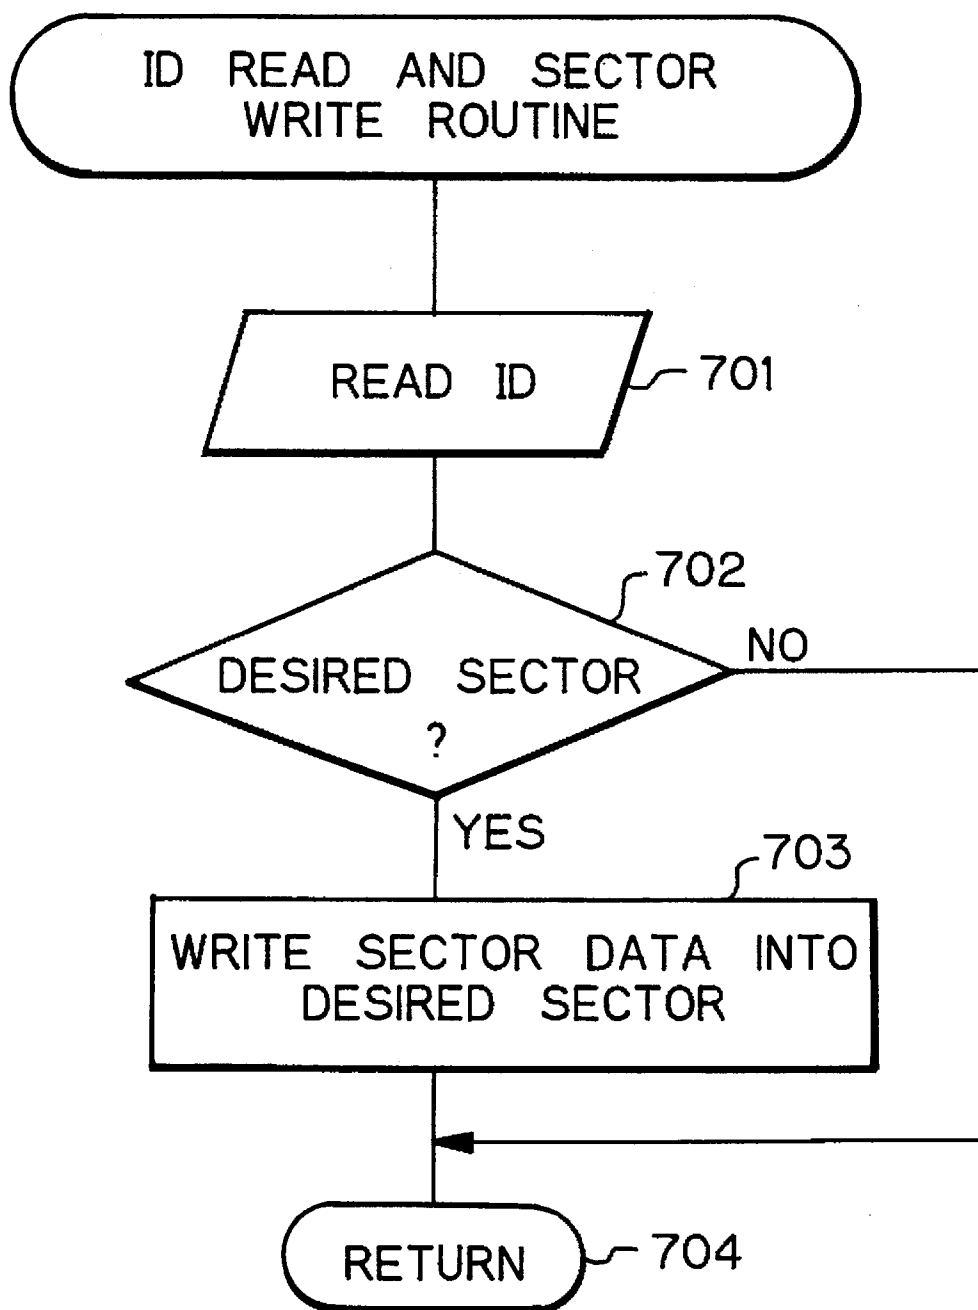 ID READ AND SECTOR
WRITE ROUTINE
READ ID
701
702
NO
DESIRED SECTOR
?
YES
703
WRITE SECTOR DATA INTO
DESIRED SECTOR
RETURN
704